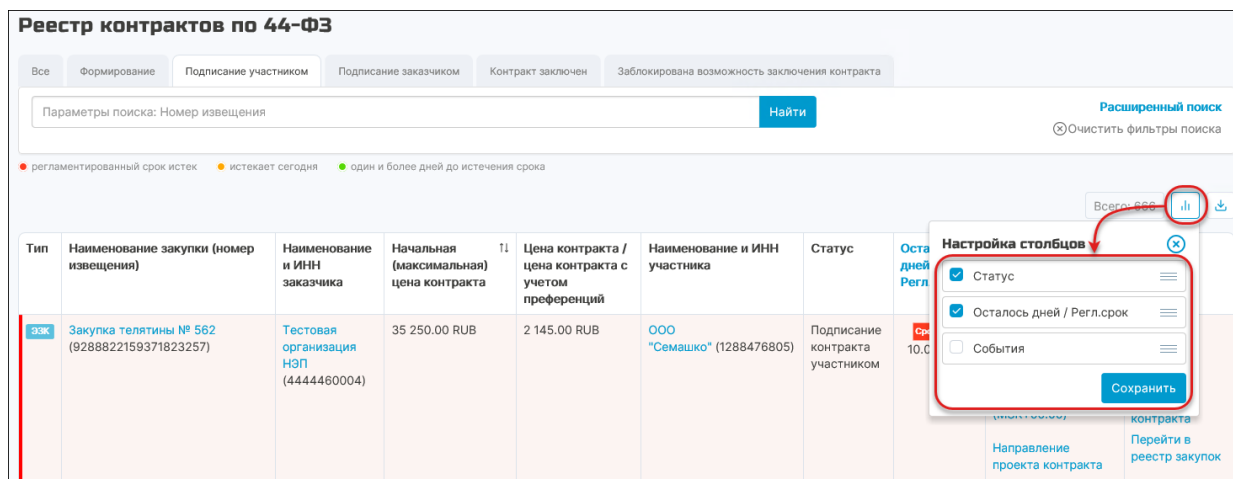 Реестр контрактов по 44-ФЗ
Все Формирование Подписание участником Подписание заказчиком Контракт заключен Заблокирована возможность заключения контракта
Параметры поиска: Номер извещения Найти
Расширенный поиск
Очистить фильтры поиска
регламентированный срок истек истекает сегодня один и более дней до истечения срока
Всего: 666
Тип
Наименование закупки (номер
извещения)
Наименование
и ИНН
заказчика
Начальная
(максимальная)
цена контракта
Цена контракта /
цена контракта с
учетом
преференций
Наименование и ИНН
участника
Статус
Оста
дней
Регл.
Настройка столбцов
Статус
Осталось дней / Регл.срок
События
Сохранить
ЭЗК
Закупка телятины № 562
(9288822159371823257)
Тестовая
организация
НЭП
(4444460004)
35 250.00 RUB
2 145.00 RUB
ООО
"Семашко" (1288476805)
Подписание
контракта
участником
Направление
проекта контракта
контракта
Перейти в
реестр закупок